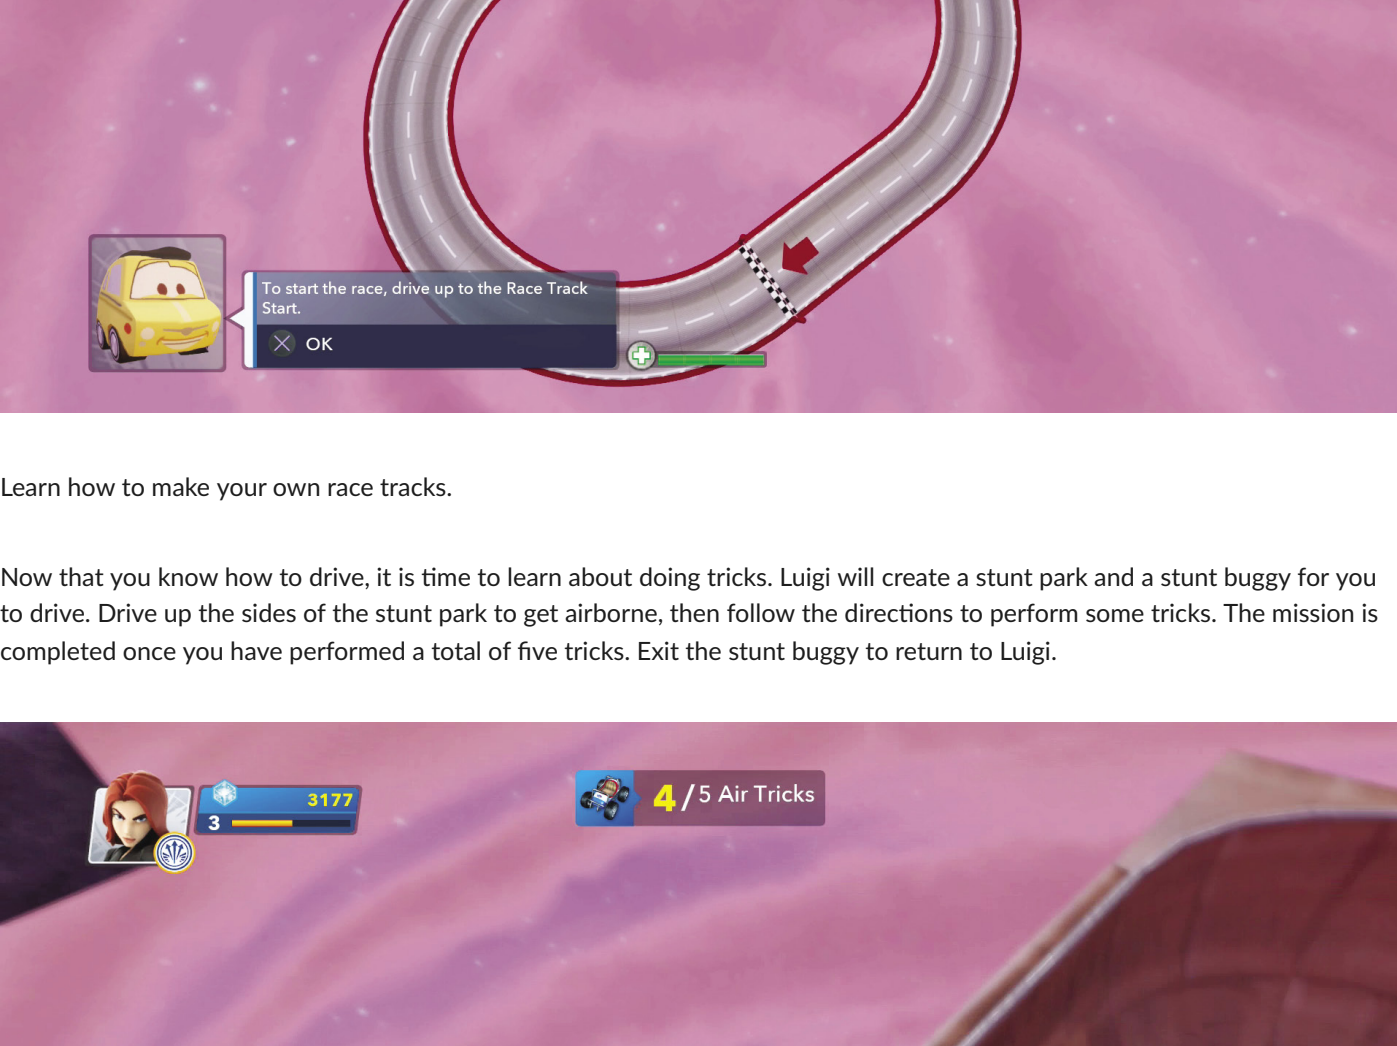 To start the race, drive up to the Race Track
Start.
OK
Learn how to make your own race tracks.
Now that you know how to drive, it is time to learn about doing tricks. Luigi will create a stunt park and a stunt buggy for you
to drive. Drive up the sides of the stunt park to get airborne, then follow the directions to perform some tricks. The mission is
completed once you have performed a total of five tricks. Exit the stunt buggy to return to Luigi.
3177
3
4/5 Air Tricks